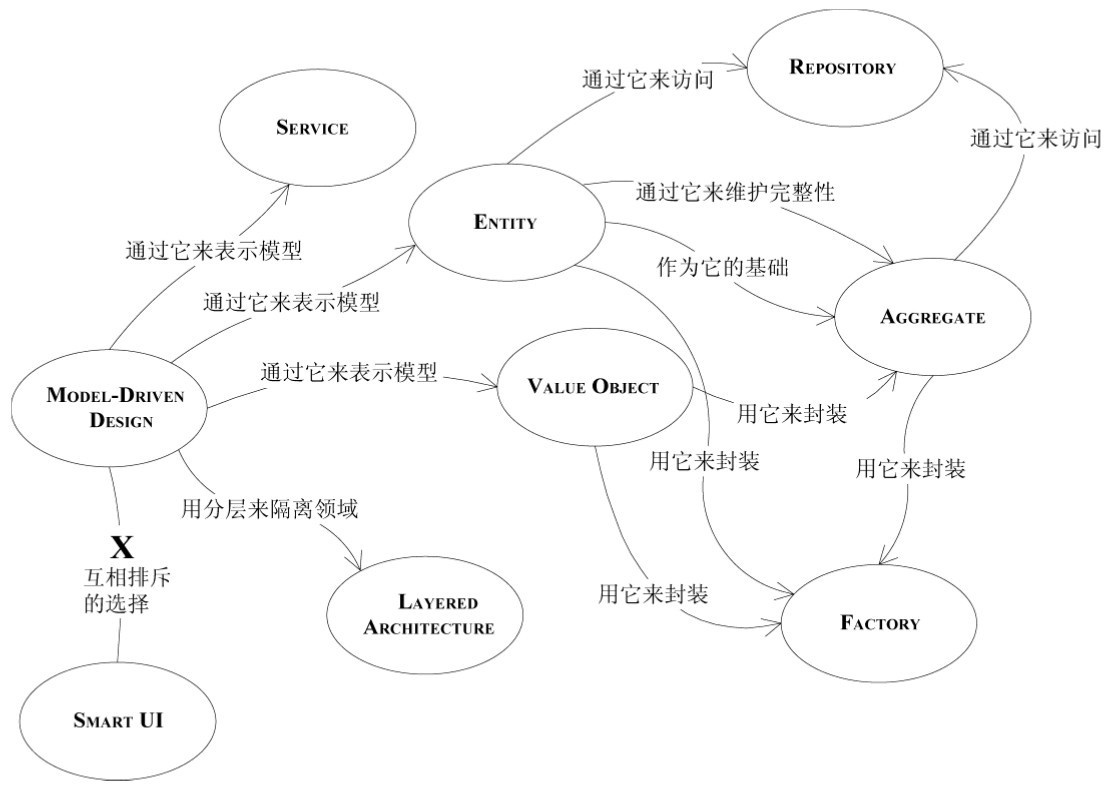 REPOSITORY
通过它来访问
SERVICE
通过它来访问
通过它来维护完整性
ENTITY
通过它来表示模型
作为它的基础
通过它来表示模型
AGGREGATE
通过它来表示模型
VALUE OBJECT
MODEL-DRIVEN
DESIGN
用它来封装
用它来封装
用它来封装
用分层来隔离领域
X
互相排斥
的选择
用它来封装
LAYERED
ARCHITECTURE
FACTORY
SMART UI